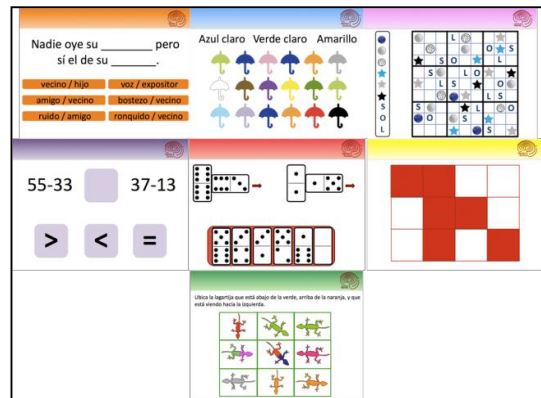 Nadie oye su ________ pero
sí el de su _______.
vecino / hijo
voz / expositor
amigo / vecino
bostezo / vecino
ruido / amigo
ronquido / vecino
Azul claro Verde claro Amarillo
L
O S
S O L
S L O
L S O
L S
S L O
O S L
S S
S
O
L
55-33 37-13
> < =
Ubica la lagartija que está abajo de la verde, arriba de la naranja, y que
está viendo hacia la izquierda.